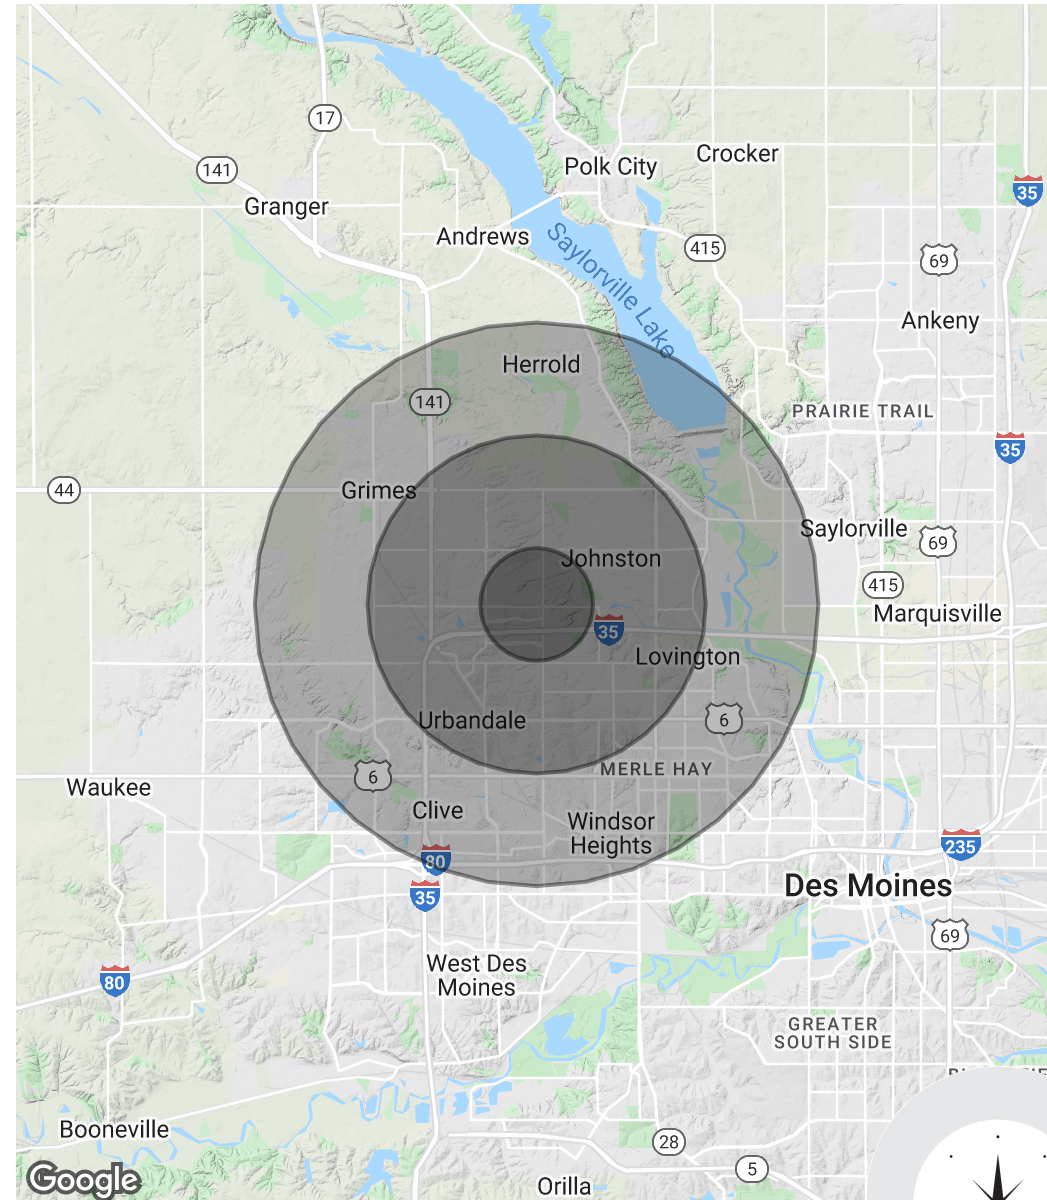 17
Polk City
Crocker
141
35
Granger
Andrews
Saylorville Lake
415
69
Ankeny
Herrold
141
PRAIRIE TRAIL
35
44
Grimes
Saylorville
69
Johnston
415
Marquisville
35
Lovington
Urbandale
6
MERLE HAY
6
Waukee
Clive
Windsor
Heights
80
235
35
Des Moines
69
West Des
Moines
80
GREATER
SOUTH SIDE
Booneville
28
5
Google
Orilla